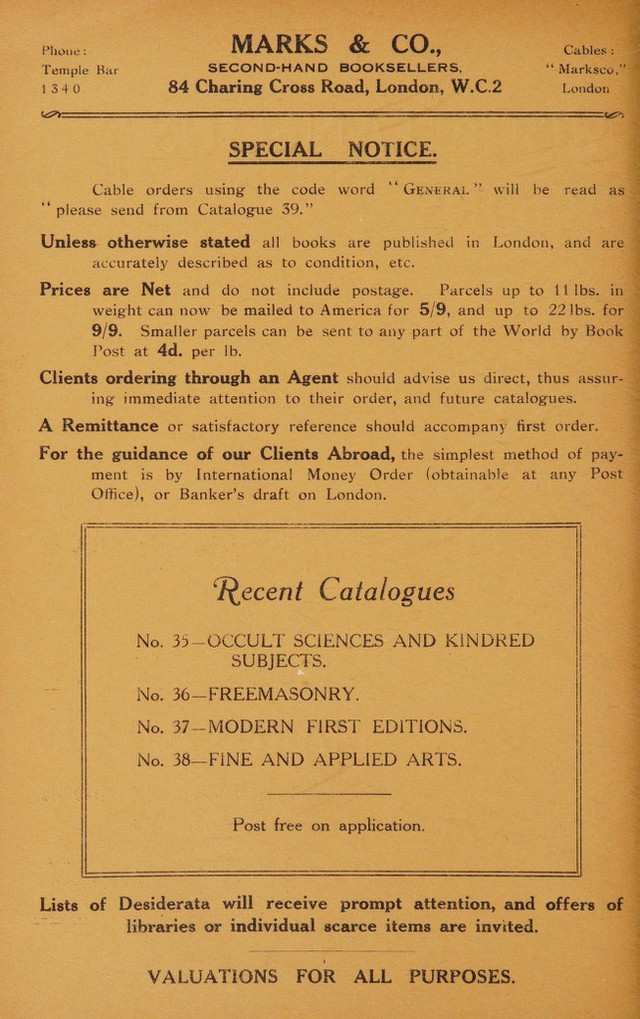 Phone :
Temple Bar
1340
MARKS & CO.,
SECOND-HAND BOOKSELLERS,
84 Charing Cross Road, London, W.C.2
Cables :
“Marksco,”
London
SPECIAL NOTICE.
Cable orders using the code word “GENERAL” will be read as
“please send from Catalogue 39.”
Unless otherwise stated all books are published in London, and are
accurately described as to condition, etc.
Prices are Net and do not include postage. Parcels up to 11 lbs. in
weight can now be mailed to America for 5/9, and up to 22 lbs. for
9/9. Smaller parcels can be sent to any part of the World by Book
Post at 4d. per lb.
Clients ordering through an Agent should advise us direct, thus assur-
ing immediate attention to their order, and future catalogues.
A Remittance or satisfactory reference should accompany first order.
For the guidance of our Clients Abroad, the simplest method of pay-
ment is by International Money Order (obtainable at any Post
Office), or Banker's draft on London.
Recent Catalogues
No. 35—OCCULT SCIENCES AND KINDRED
SUBJECTS.
No. 36—FREEMASONRY.
No. 37—MODERN FIRST EDITIONS.
No. 38—FINE AND APPLIED ARTS.
Post free on application.
Lists of Desiderata will receive prompt attention, and offers of
libraries or individual scarce items are invited.
VALUATIONS FOR ALL PURPOSES.